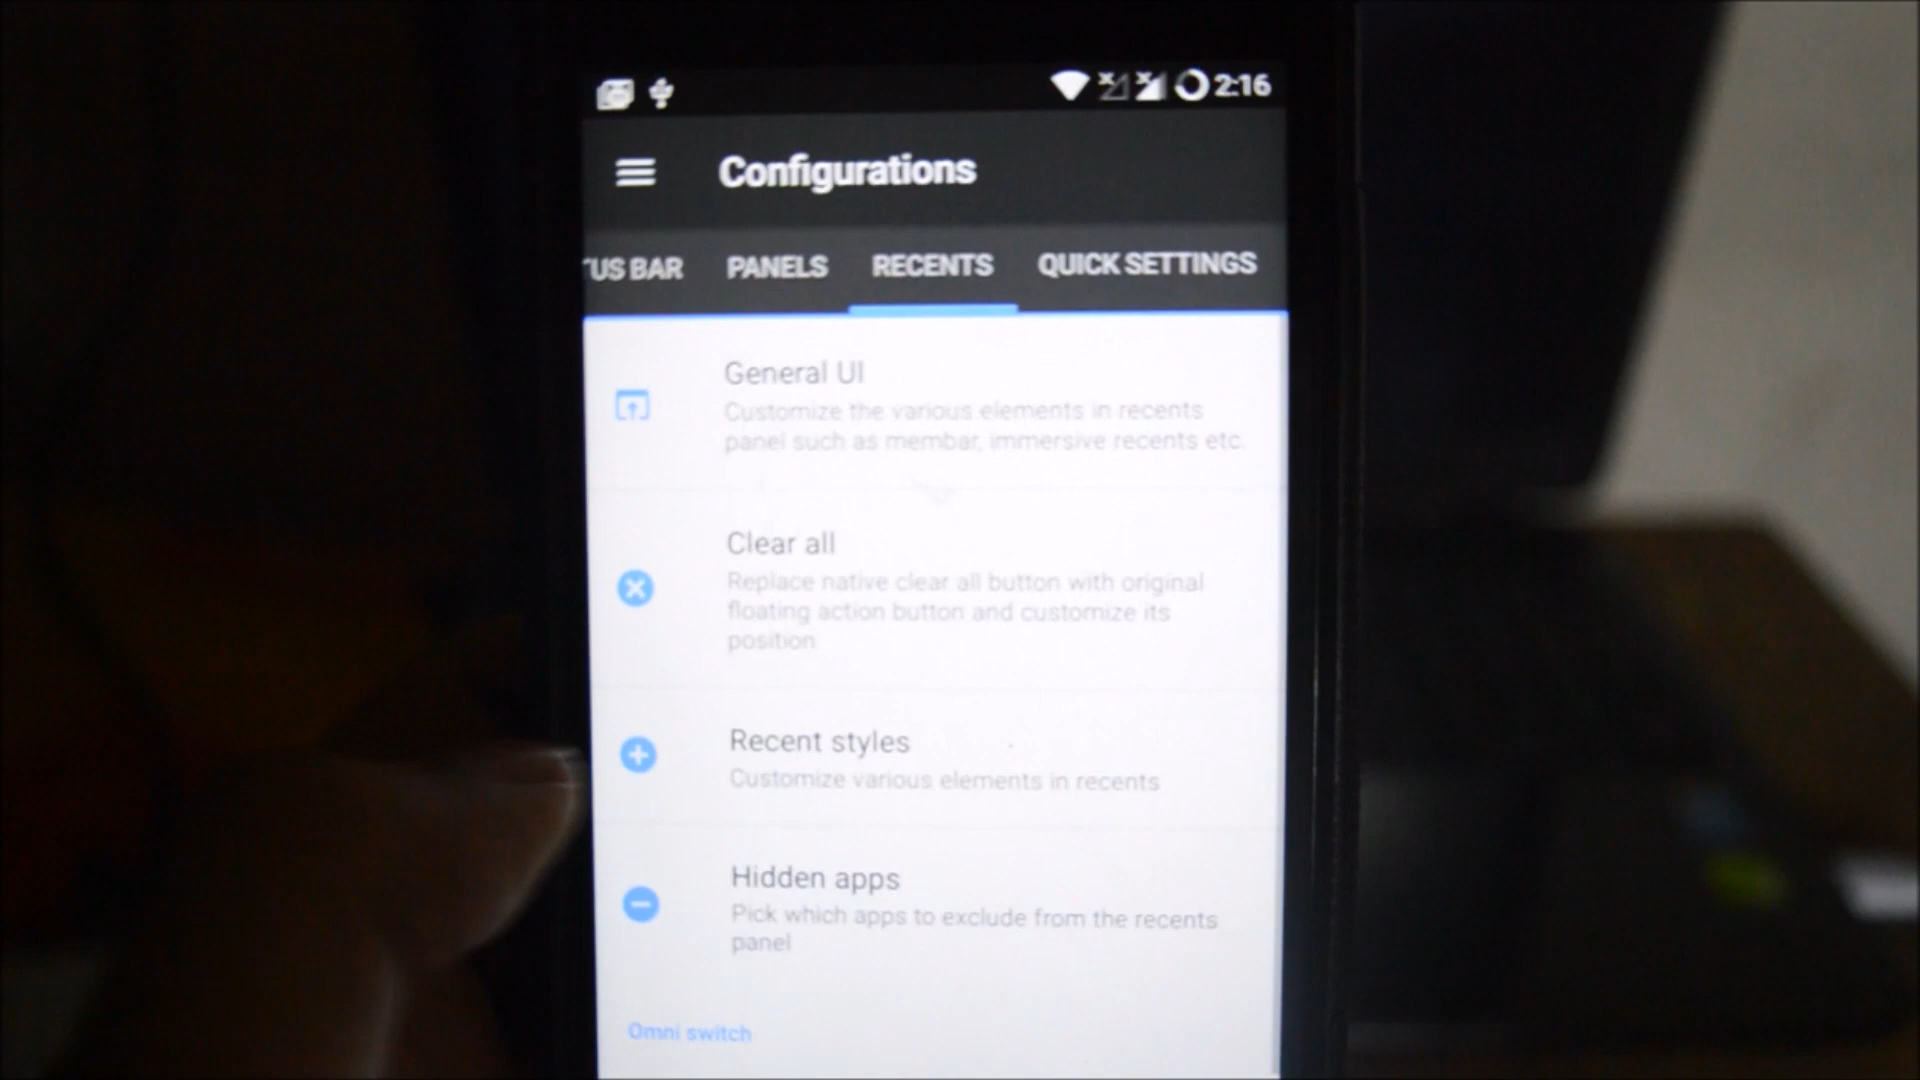 2:16
Configurations
TUS BAR PANELS RECENTS QUICK SETTINGS
General UI
Customize the various elements in recents
panel such as membar, immersive recents etc.
Clear all
Replace native clear all button with original
floating action button and customize its
position
Recent styles
Customize various elements in recents
Hidden apps
Pick which apps to exclude from the recents
panel
Omni switch